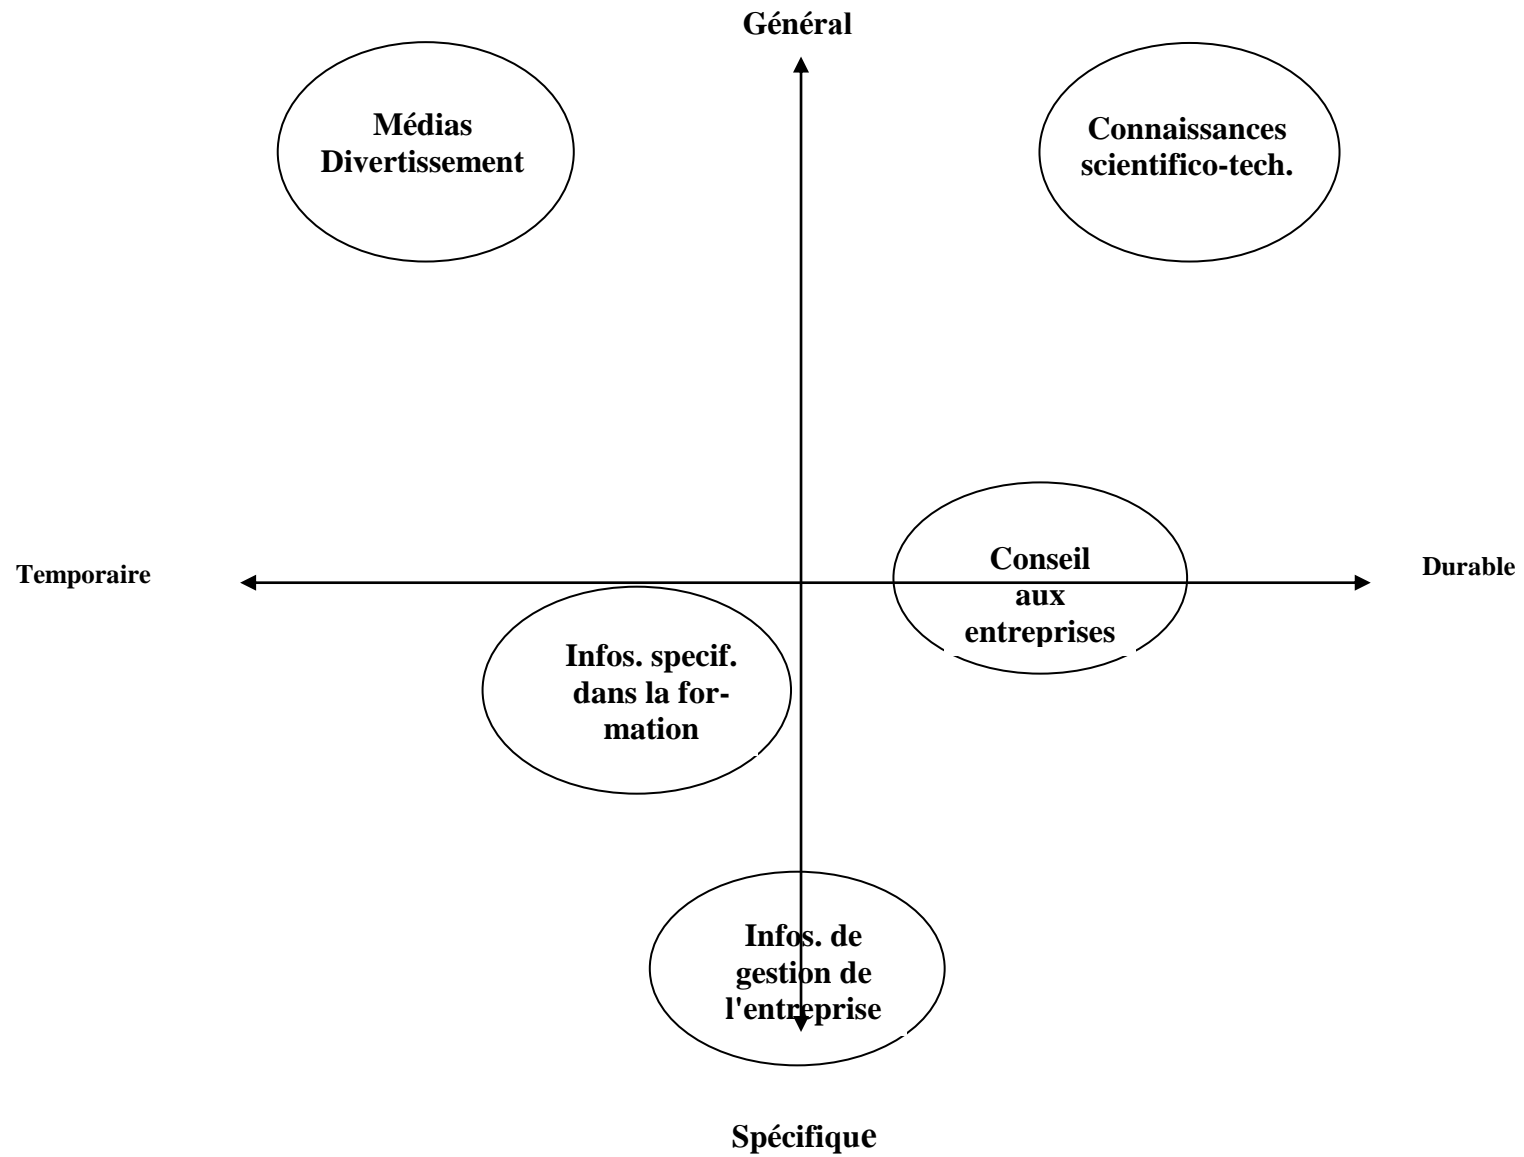 Général
Médias
Divertissement
Connaissances
scientifico-tech.
Temporaire
Durable
Conseil
aux
entreprises
Infos. specif.
dans la for-
mation
Infos. de
gestion de
l'entreprise
Spécifique